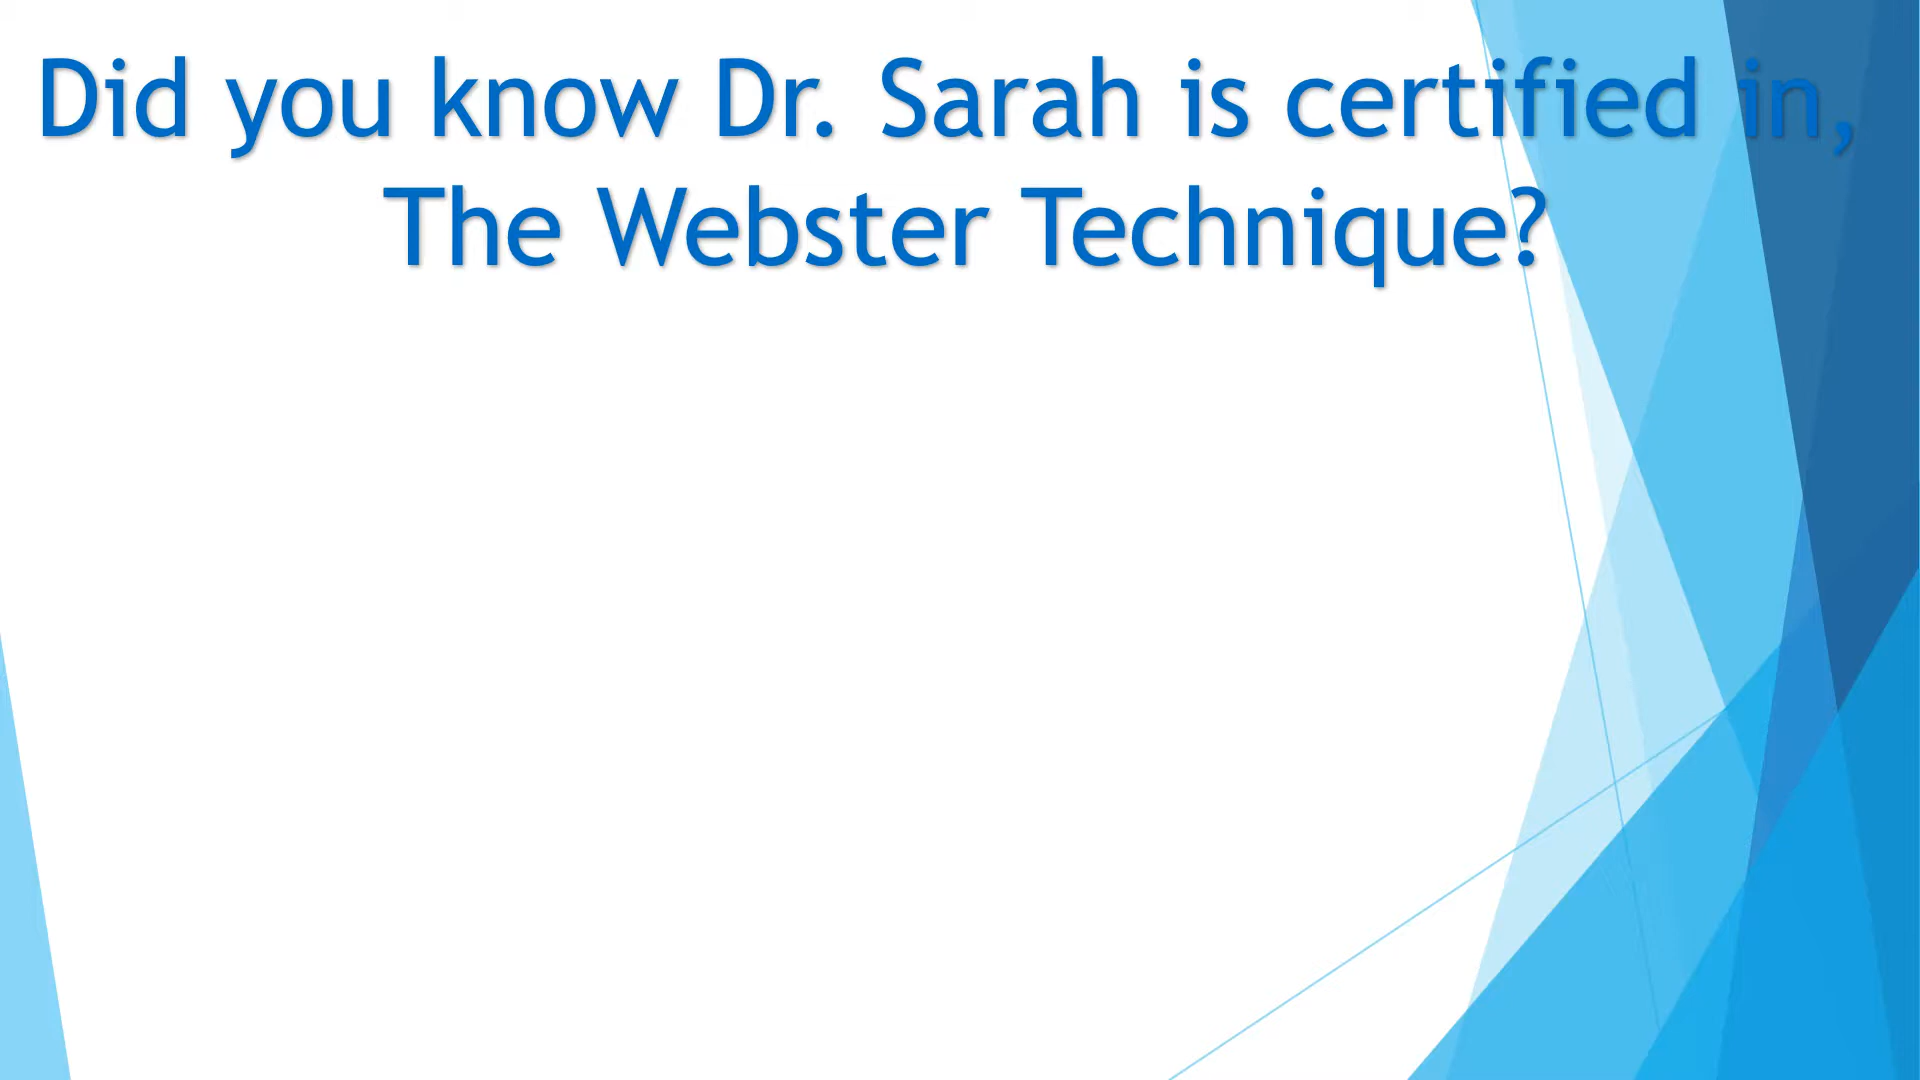 Did you know Dr. Sarah is certified in,
The Webster Technique?